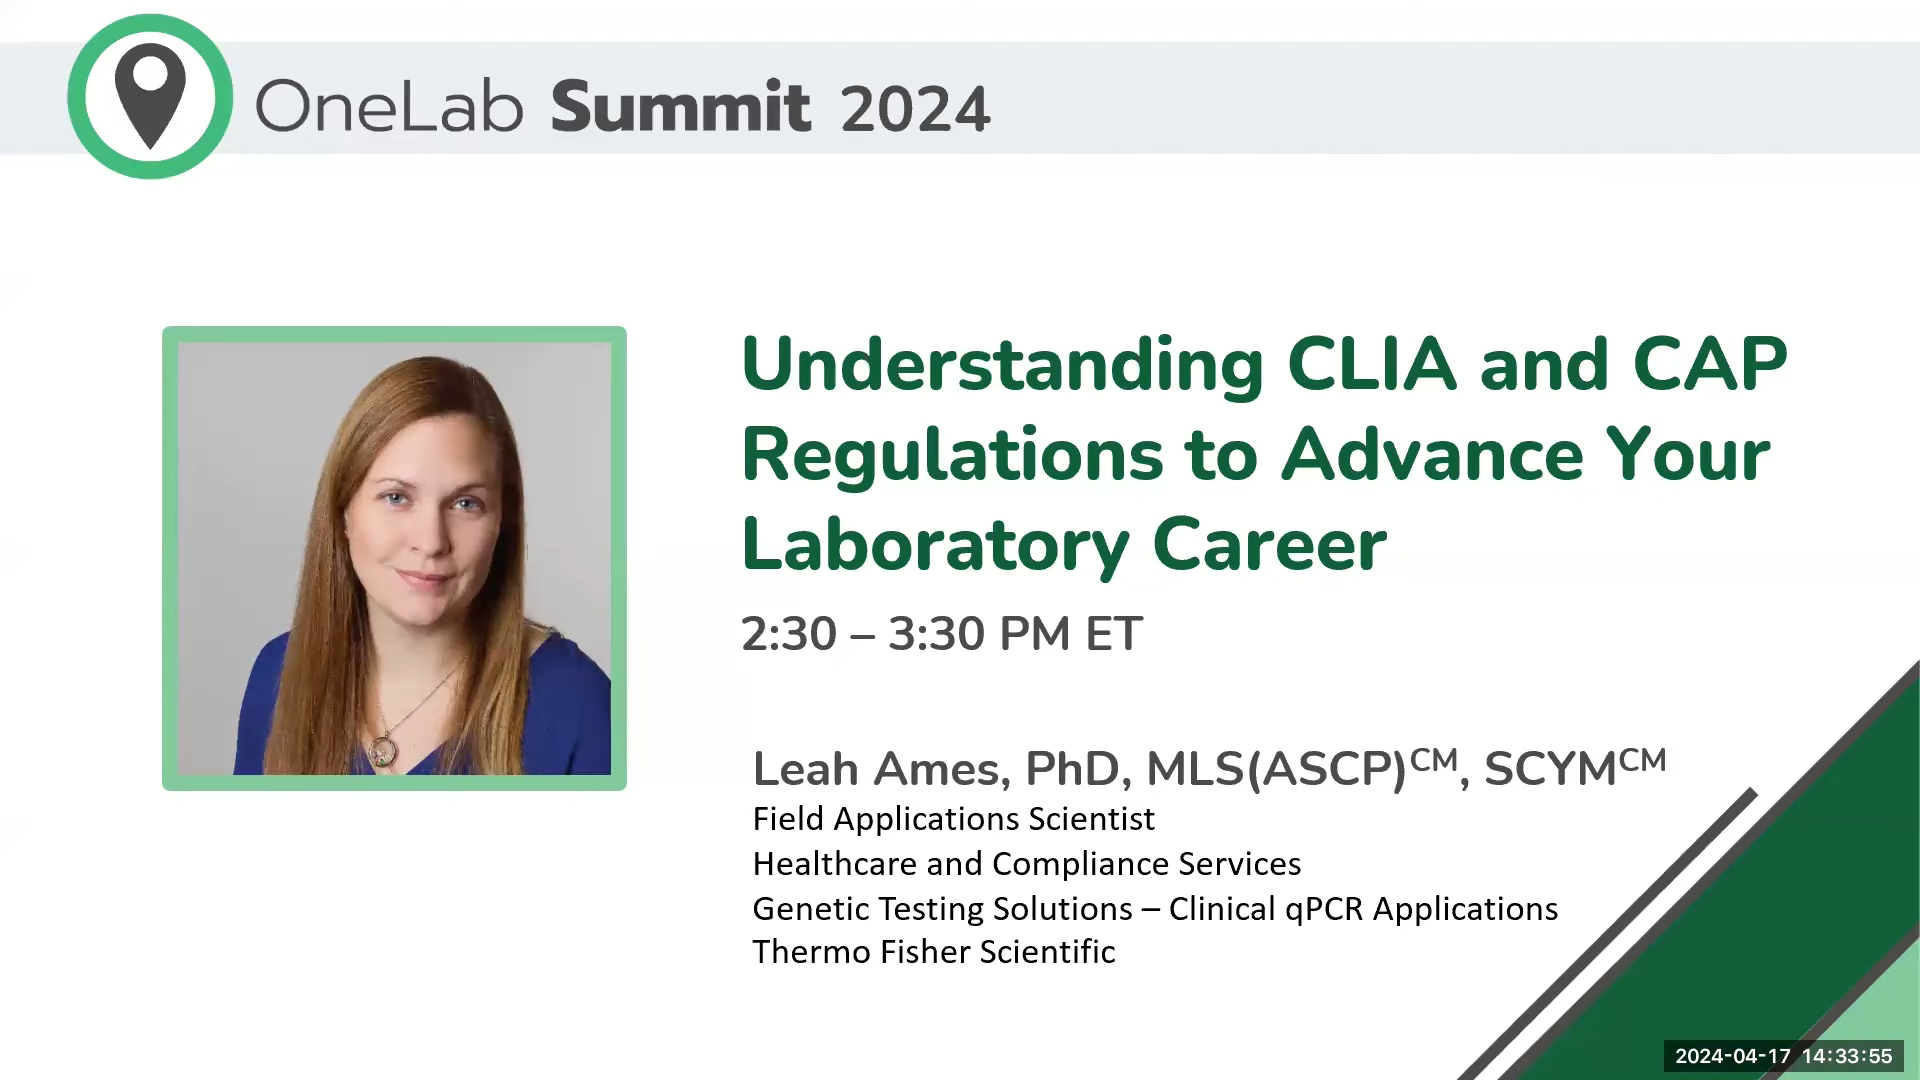 OneLab Summit 2024
Understanding CLIA and CAP
Regulations to Advance Your
Laboratory Career
2:30 – 3:30 PM ET
Leah Ames, PhD, MLS(ASCP)CM, SCYMCM
Field Applications Scientist
Healthcare and Compliance Services
Genetic Testing Solutions – Clinical qPCR Applications
Thermo Fisher Scientific
2024-04-17 14:33:55